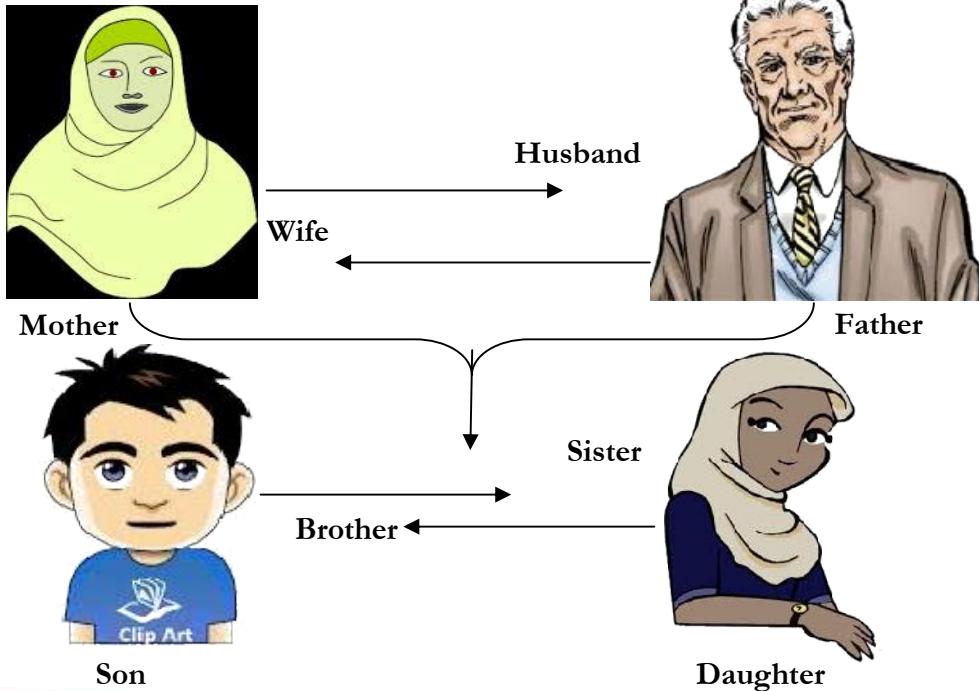 Husband
Wife
Mother
Father
Sister
Brother
Clip Art
Son
Daughter